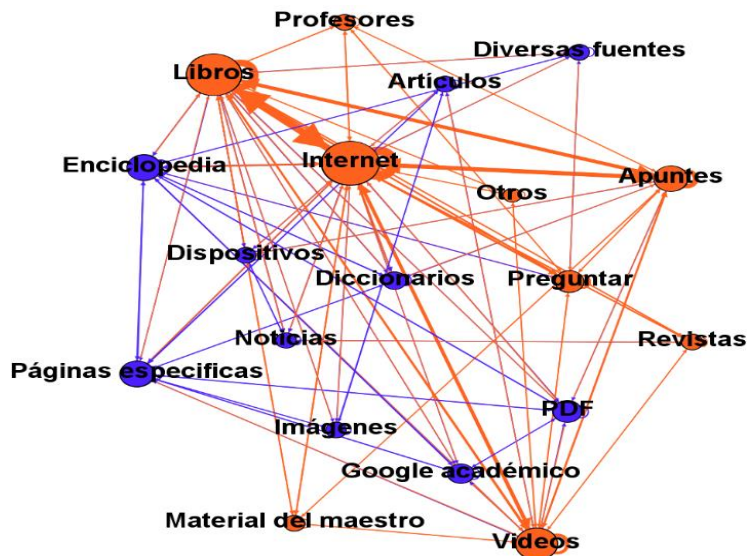 Profesores
Diversas fuentes
Libros
Artículos
Enciclopedia
Internet
Otros
Apuntes
Dispositivos
Diccionarios
Preguntar
Noticias
Revistas
Páginas especificas
PDF
Imágenes
Google académico
Material del maestro
Videos